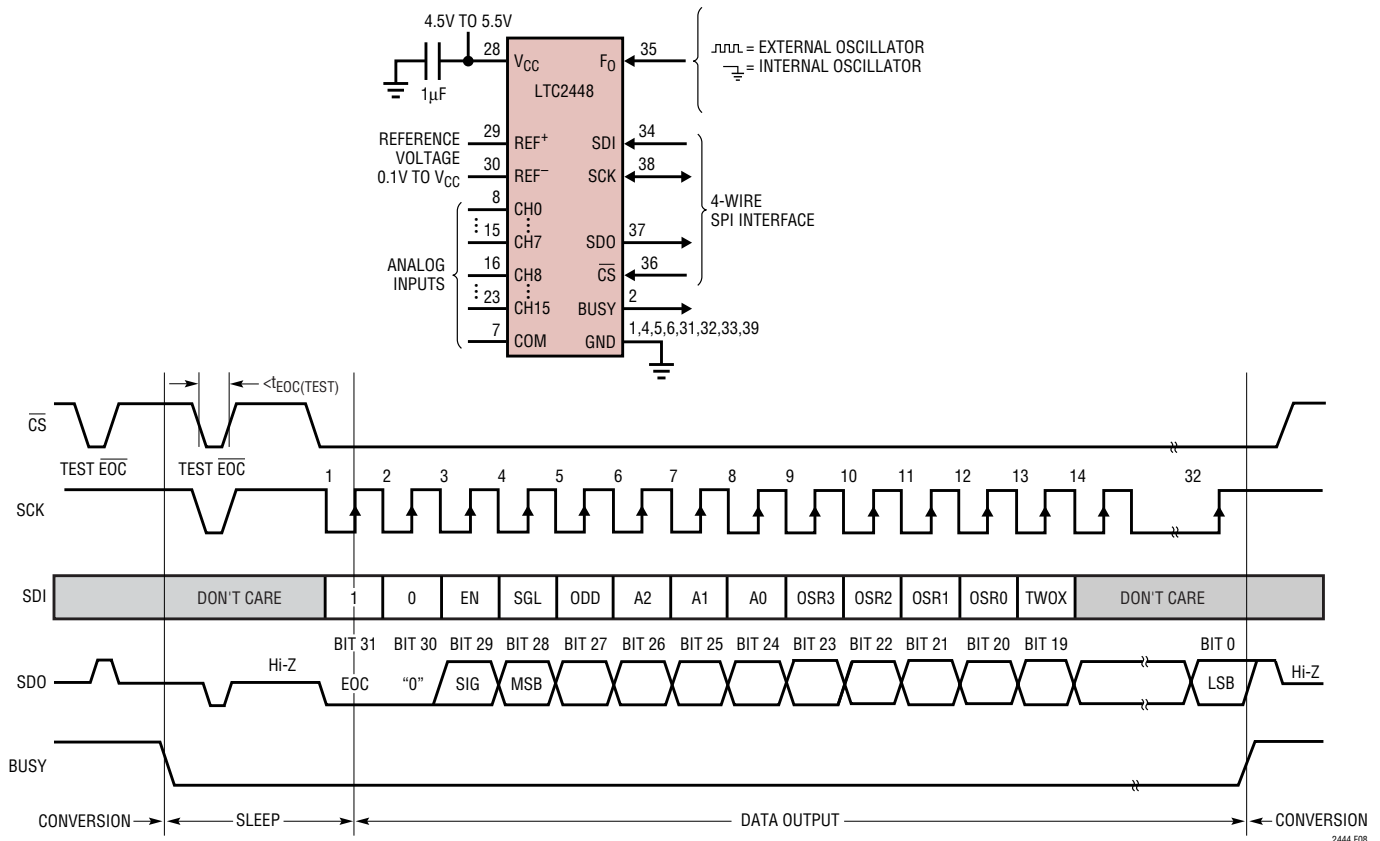 4.5V TO 5.5V
1µF
28
VCC
FO
35
= EXTERNAL OSCILLATOR
= INTERNAL OSCILLATOR
LTC2448
REFERENCE
VOLTAGE
0.1V TO VCC
29
REF+
30
REF–
SDI
34
SCK
38
4-WIRE
SPI INTERFACE
ANALOG
INPUTS
8
CH0
15
CH7
16
CH8
23
CH15
7
COM
SDO
37
CS
36
BUSY
2
GND
1,4,5,6,31,32,33,39
<tEOC(TEST)
CS
TEST EOC
TEST EOC
SCK
1 2 3 4 5 6 7 8 9 10 11 12 13 14 32
SDI
DON'T CARE
1 0 EN SGL ODD A2 A1 A0 OSR3 OSR2 OSR1 OSR0 TWOX
DON'T CARE
BIT 31 BIT 30 BIT 29 BIT 28 BIT 27 BIT 26 BIT 25 BIT 24 BIT 23 BIT 22 BIT 21 BIT 20 BIT 19 BIT 0
SDO
Hi-Z
EOC “0” SIG MSB LSB
Hi-Z
BUSY
CONVERSION SLEEP DATA OUTPUT CONVERSION
2444 F08